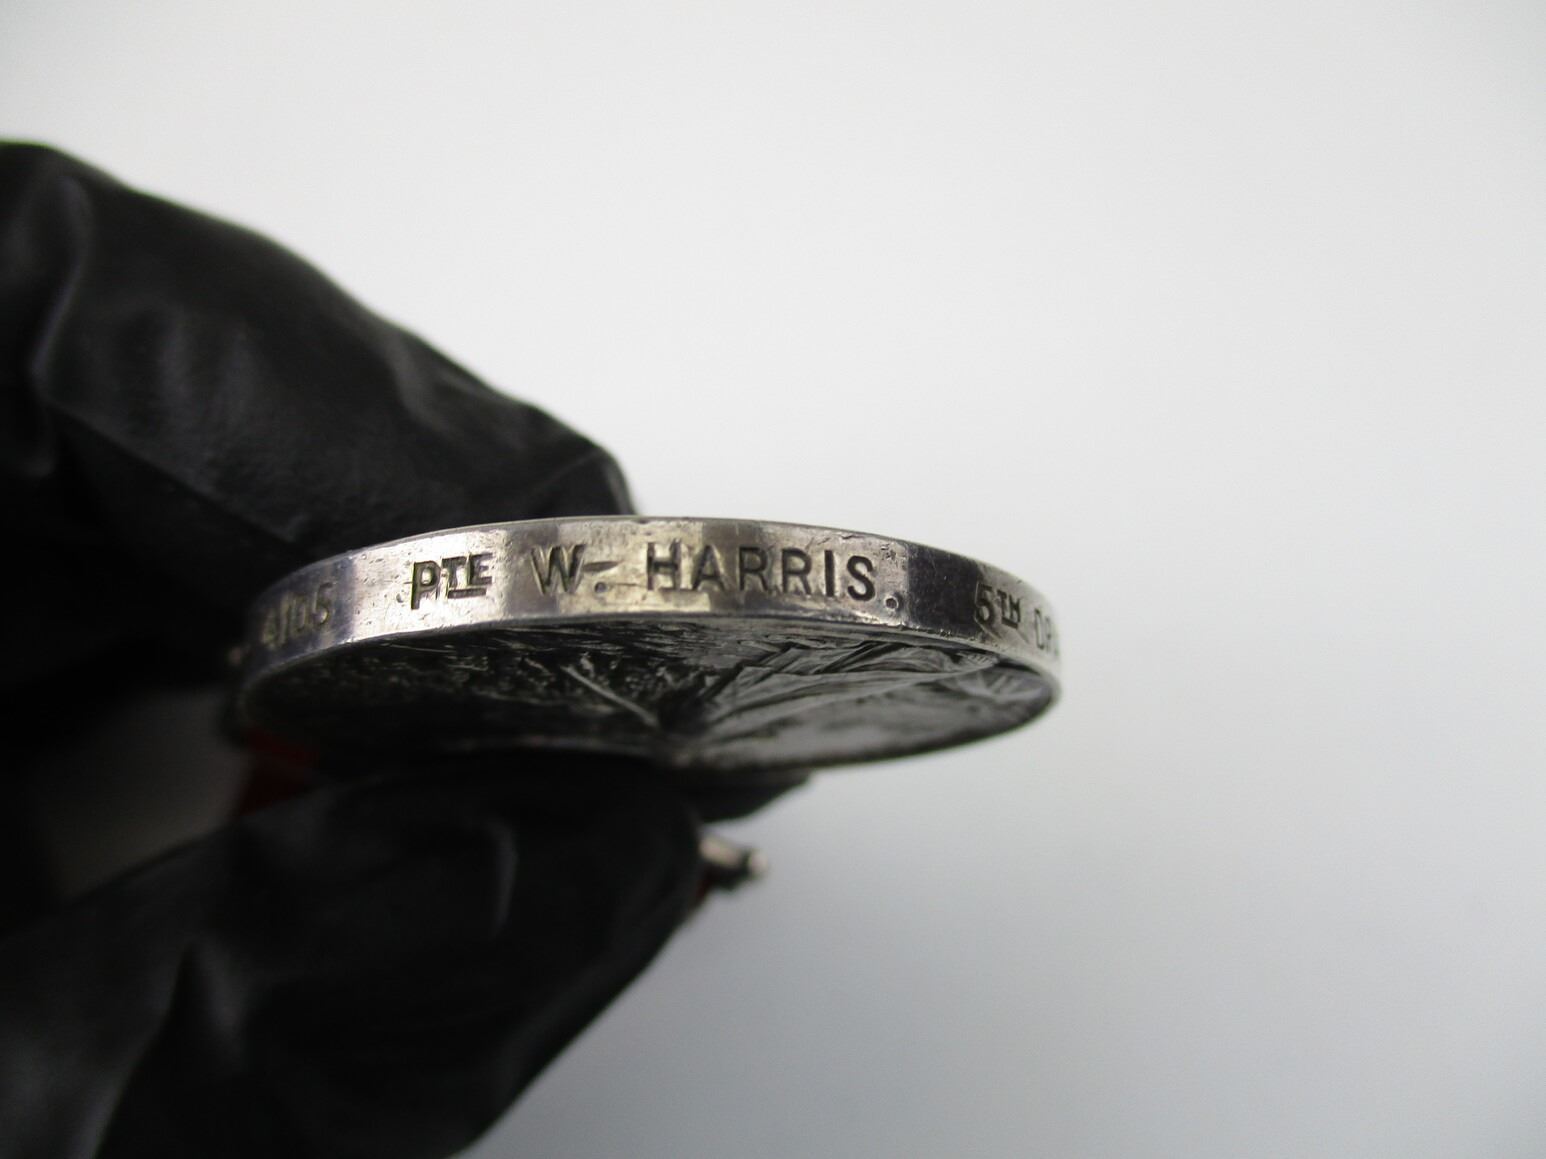 4105 PTE W. HARRIS. 5TH